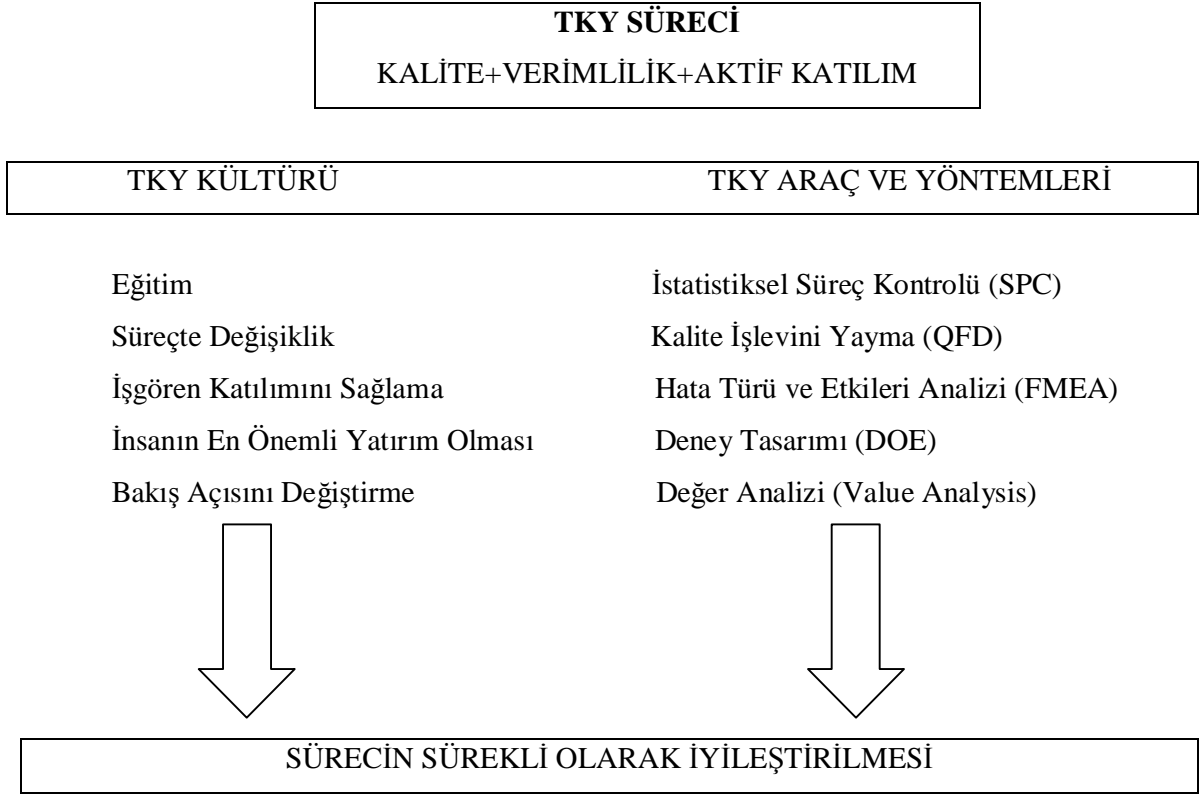 TKY SÜRECİ
KALİTE+VERİMLİLİK+AKTİF KATILIM
TKY KÜLTÜRÜ
TKY ARAÇ VE YÖNTEMLERİ
Eğitim
Süreçte Değişiklik
İşgören Katılımını Sağlama
İnsanın En Önemli Yatırım Olması
Bakış Açısını Değiştirme
İstatistiksel Süreç Kontrolü (SPC)
Kalite İşlevini Yayma (QFD)
Hata Türü ve Etkileri Analizi (FMEA)
Deney Tasarımı (DOE)
Değer Analizi (Value Analysis)
SÜRECİN SÜREKLİ OLARAK İYİLEŞTİRİLMESİ